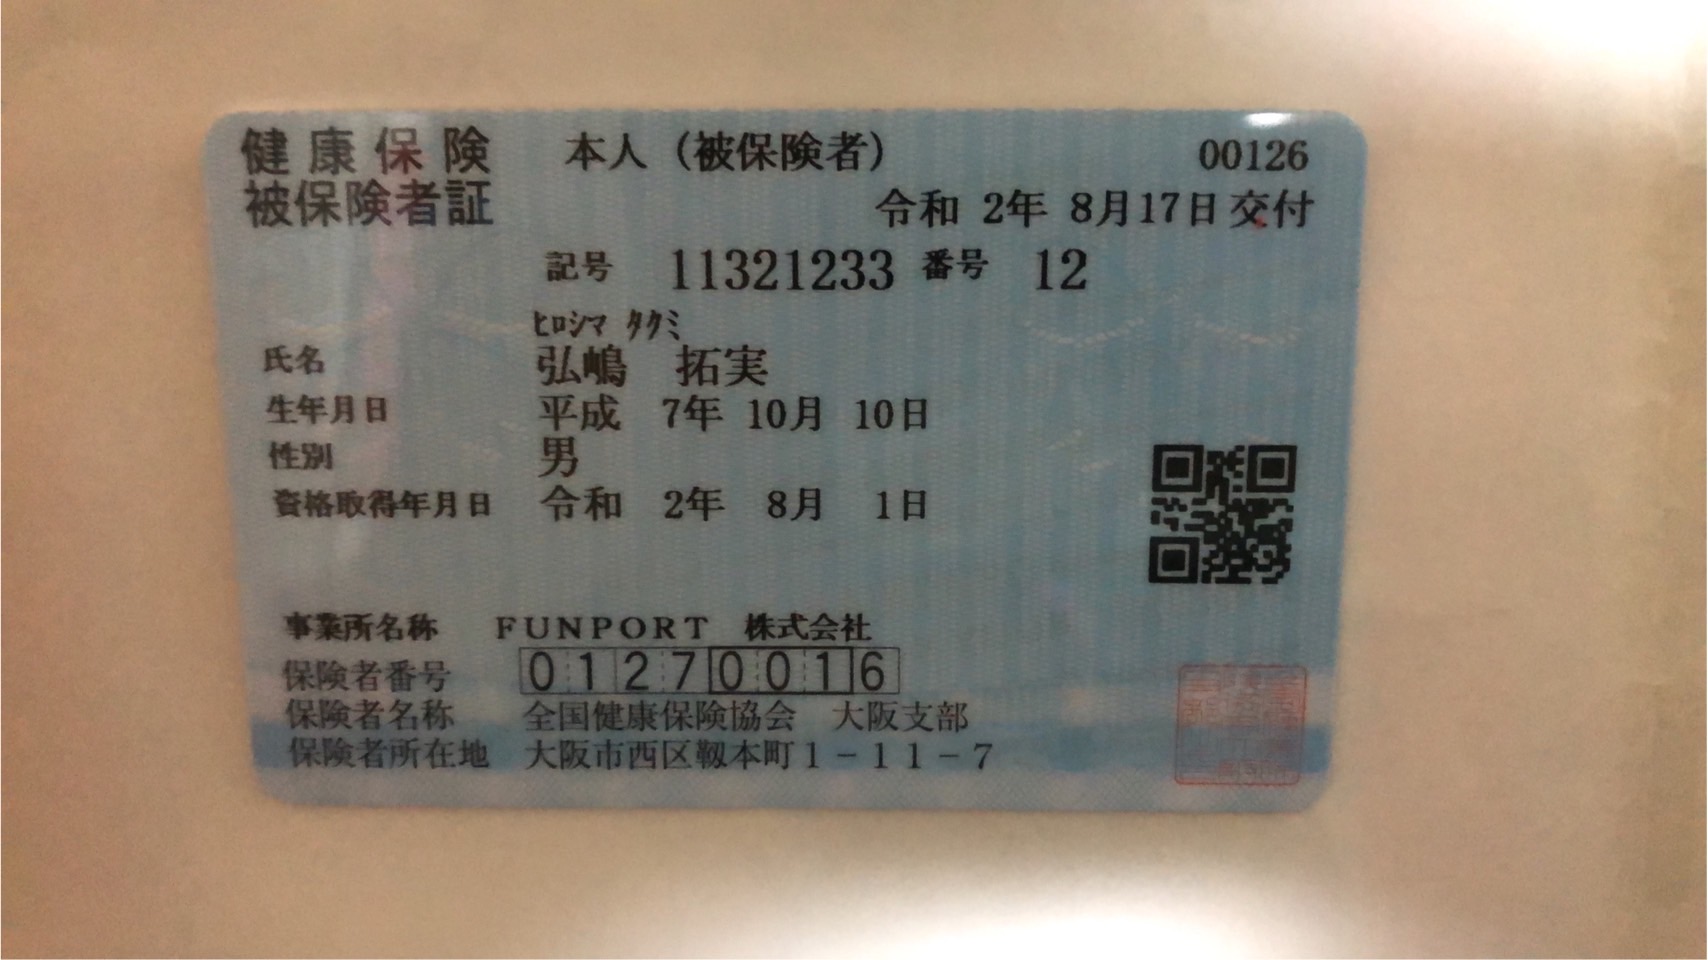 健康保険 本人（被保険者） 00126
被保険者証 令和 2年 8月17日交付
記号 11321233 番号 12
ﾋﾛｼﾏ ﾀｸﾐ
氏名 弘嶋 拓実
生年月日 平成 7年 10月 10日
性別 男
資格取得年月日 令和 2年 8月 1日
事業所名称 ＦＵＮＰＯＲＴ 株式会社
保険者番号 01270016
保険者名称 全国健康保険協会 大阪支部
保険者所在地 大阪市西区靱本町１－１１－７